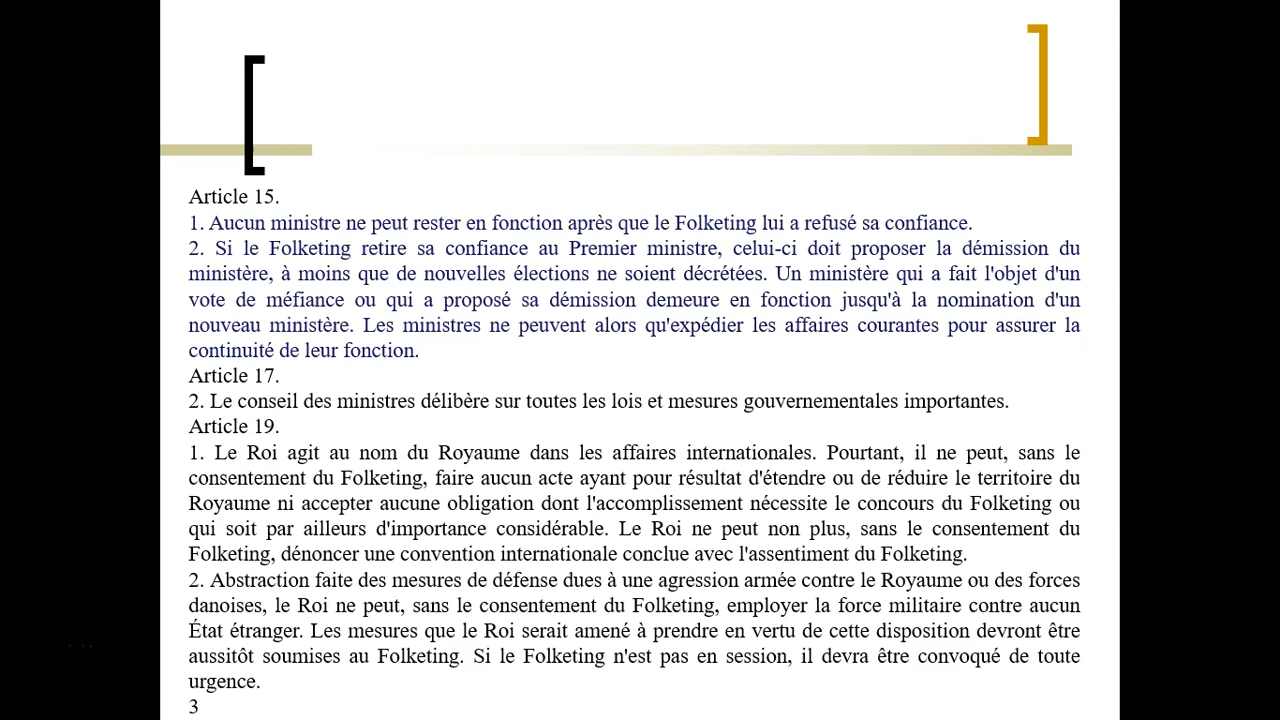 Article 15.
1. Aucun ministre ne peut rester en fonction après que le Folketing lui a refusé sa confiance.
2. Si le Folketing retire sa confiance au Premier ministre, celui-ci doit proposer la démission du
ministère, à moins que de nouvelles élections ne soient décrétées. Un ministère qui a fait l'objet d'un
vote de méfiance ou qui a proposé sa démission demeure en fonction jusqu'à la nomination d'un
nouveau ministère. Les ministres ne peuvent alors qu'expédier les affaires courantes pour assurer la
continuité de leur fonction.
Article 17.
2. Le conseil des ministres délibère sur toutes les lois et mesures gouvernementales importantes.
Article 19.
1. Le Roi agit au nom du Royaume dans les affaires internationales. Pourtant, il ne peut, sans le
consentement du Folketing, faire aucun acte ayant pour résultat d'étendre ou de réduire le territoire du
Royaume ni accepter aucune obligation dont l'accomplissement nécessite le concours du Folketing ou
qui soit par ailleurs d'importance considérable. Le Roi ne peut non plus, sans le consentement du
Folketing, dénoncer une convention internationale conclue avec l'assentiment du Folketing.
2. Abstraction faite des mesures de défense dues à une agression armée contre le Royaume ou des forces
danoises, le Roi ne peut, sans le consentement du Folketing, employer la force militaire contre aucun
État étranger. Les mesures que le Roi serait amené à prendre en vertu de cette disposition devront être
aussitôt soumises au Folketing. Si le Folketing n'est pas en session, il devra être convoqué de toute
urgence.
3